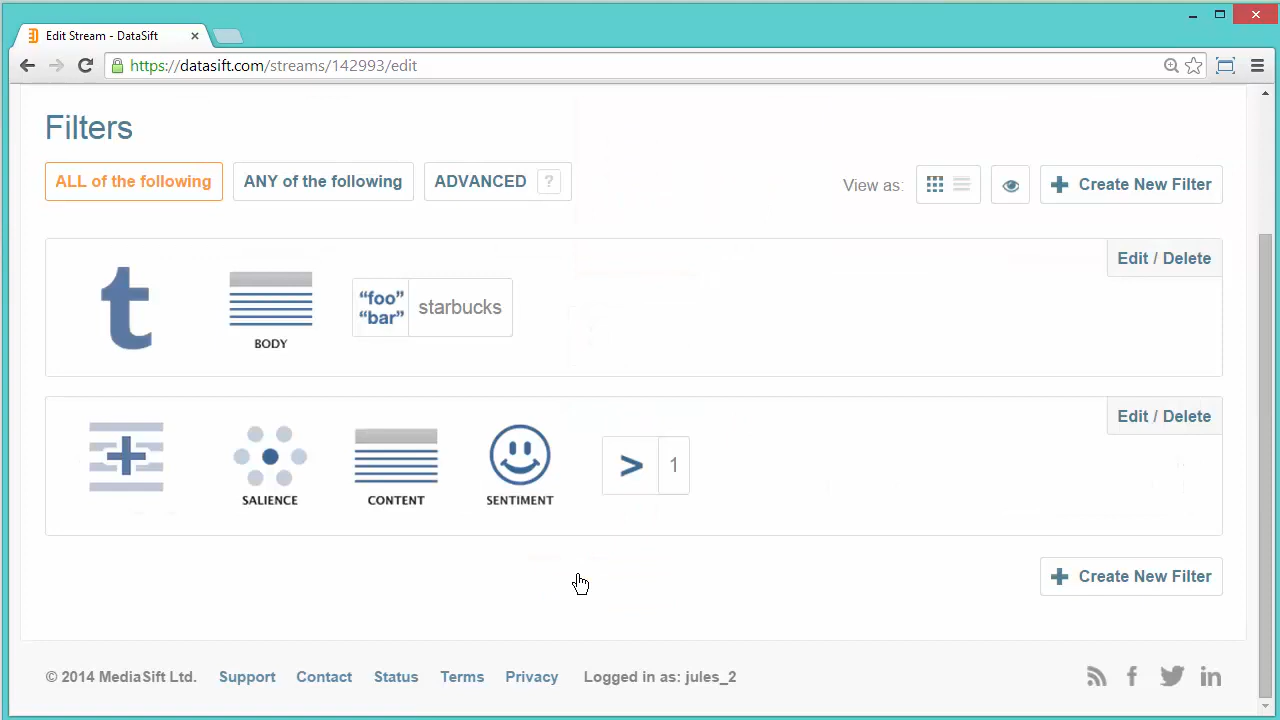 Edit Stream - DataSift
https://datasift.com/streams/142993/edit
Filters
ALL of the following
ANY of the following
ADVANCED ?
View as:
Create New Filter
Edit / Delete
t
BODY
"foo"
"bar"
starbucks
Edit / Delete
SALIENCE
CONTENT
SENTIMENT
> 1
Create New Filter
© 2014 MediaSift Ltd. Support Contact Status Terms Privacy Logged in as: jules_2